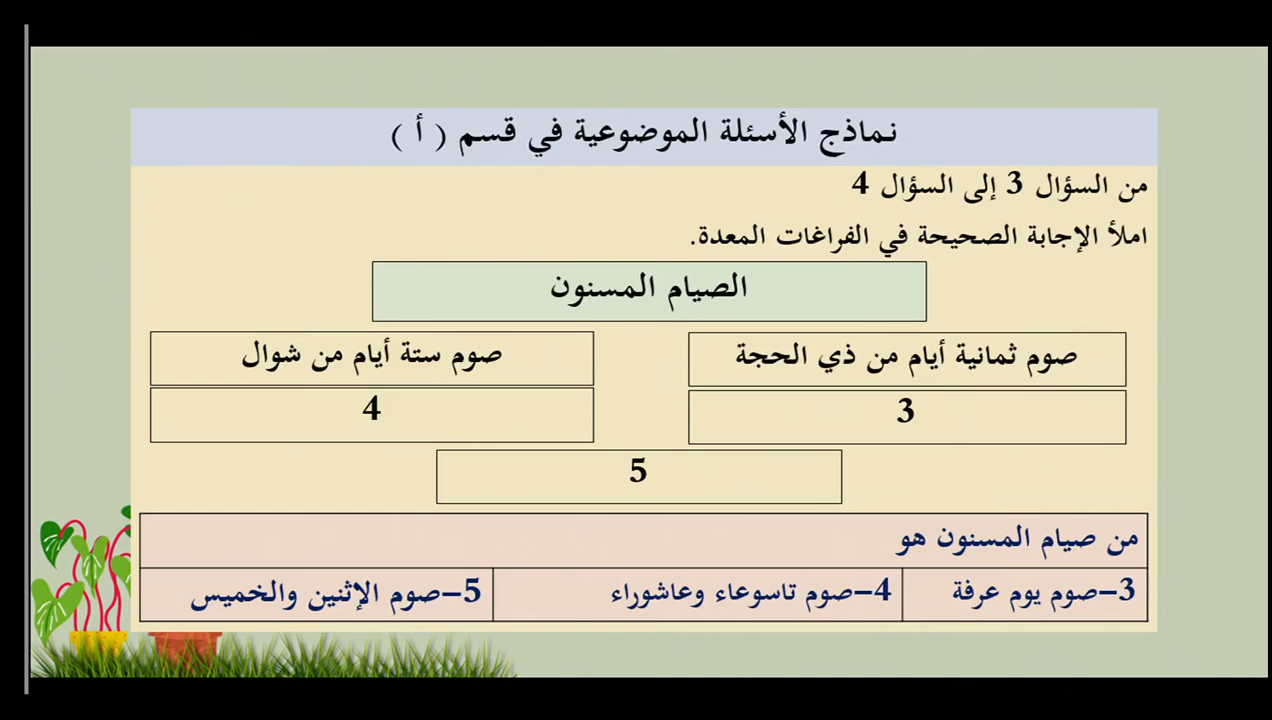 نماذج الأسئلة الموضوعية في قسم ( أ )
من السؤال 3 إلى السؤال 4
املأ الإجابة الصحيحة في الفراغات المعدة.
الصيام المسنون
صوم ثمانية أيام من ذي الحجة
صوم ستة أيام من شوال
3
4
5
من صيام المسنون هو
3-صوم يوم عرفة
4-صوم تاسوعاء وعاشوراء
5-صوم الإثنين والخميس